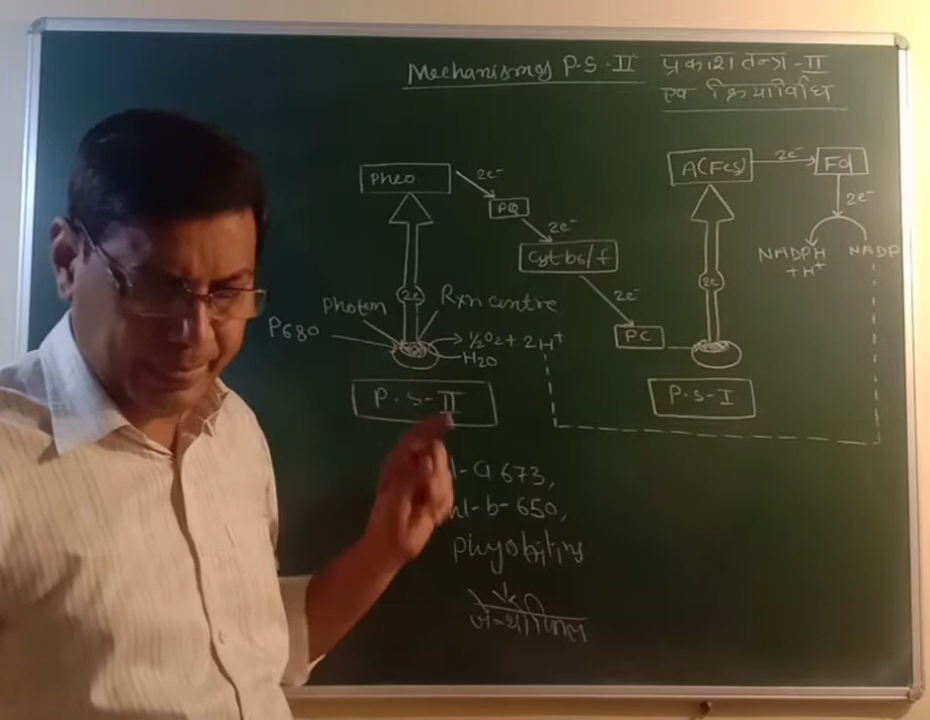 Mechanism of P.S-II प्रकाश तन्त्र-II
एवं क्रियाविधि
Pheo
2e⁻
PQ
2e⁻
Cyt b6/f
2e⁻
PC
A(FeS)
2e⁻
Fd
2e⁻
NADPH
+H⁺
NADP
2e
2e
Photon
Rxn centre
P680
½O2+ 2H⁺
H2O
P.S-II
P.S-I
l-a 673,
hl-b-650,